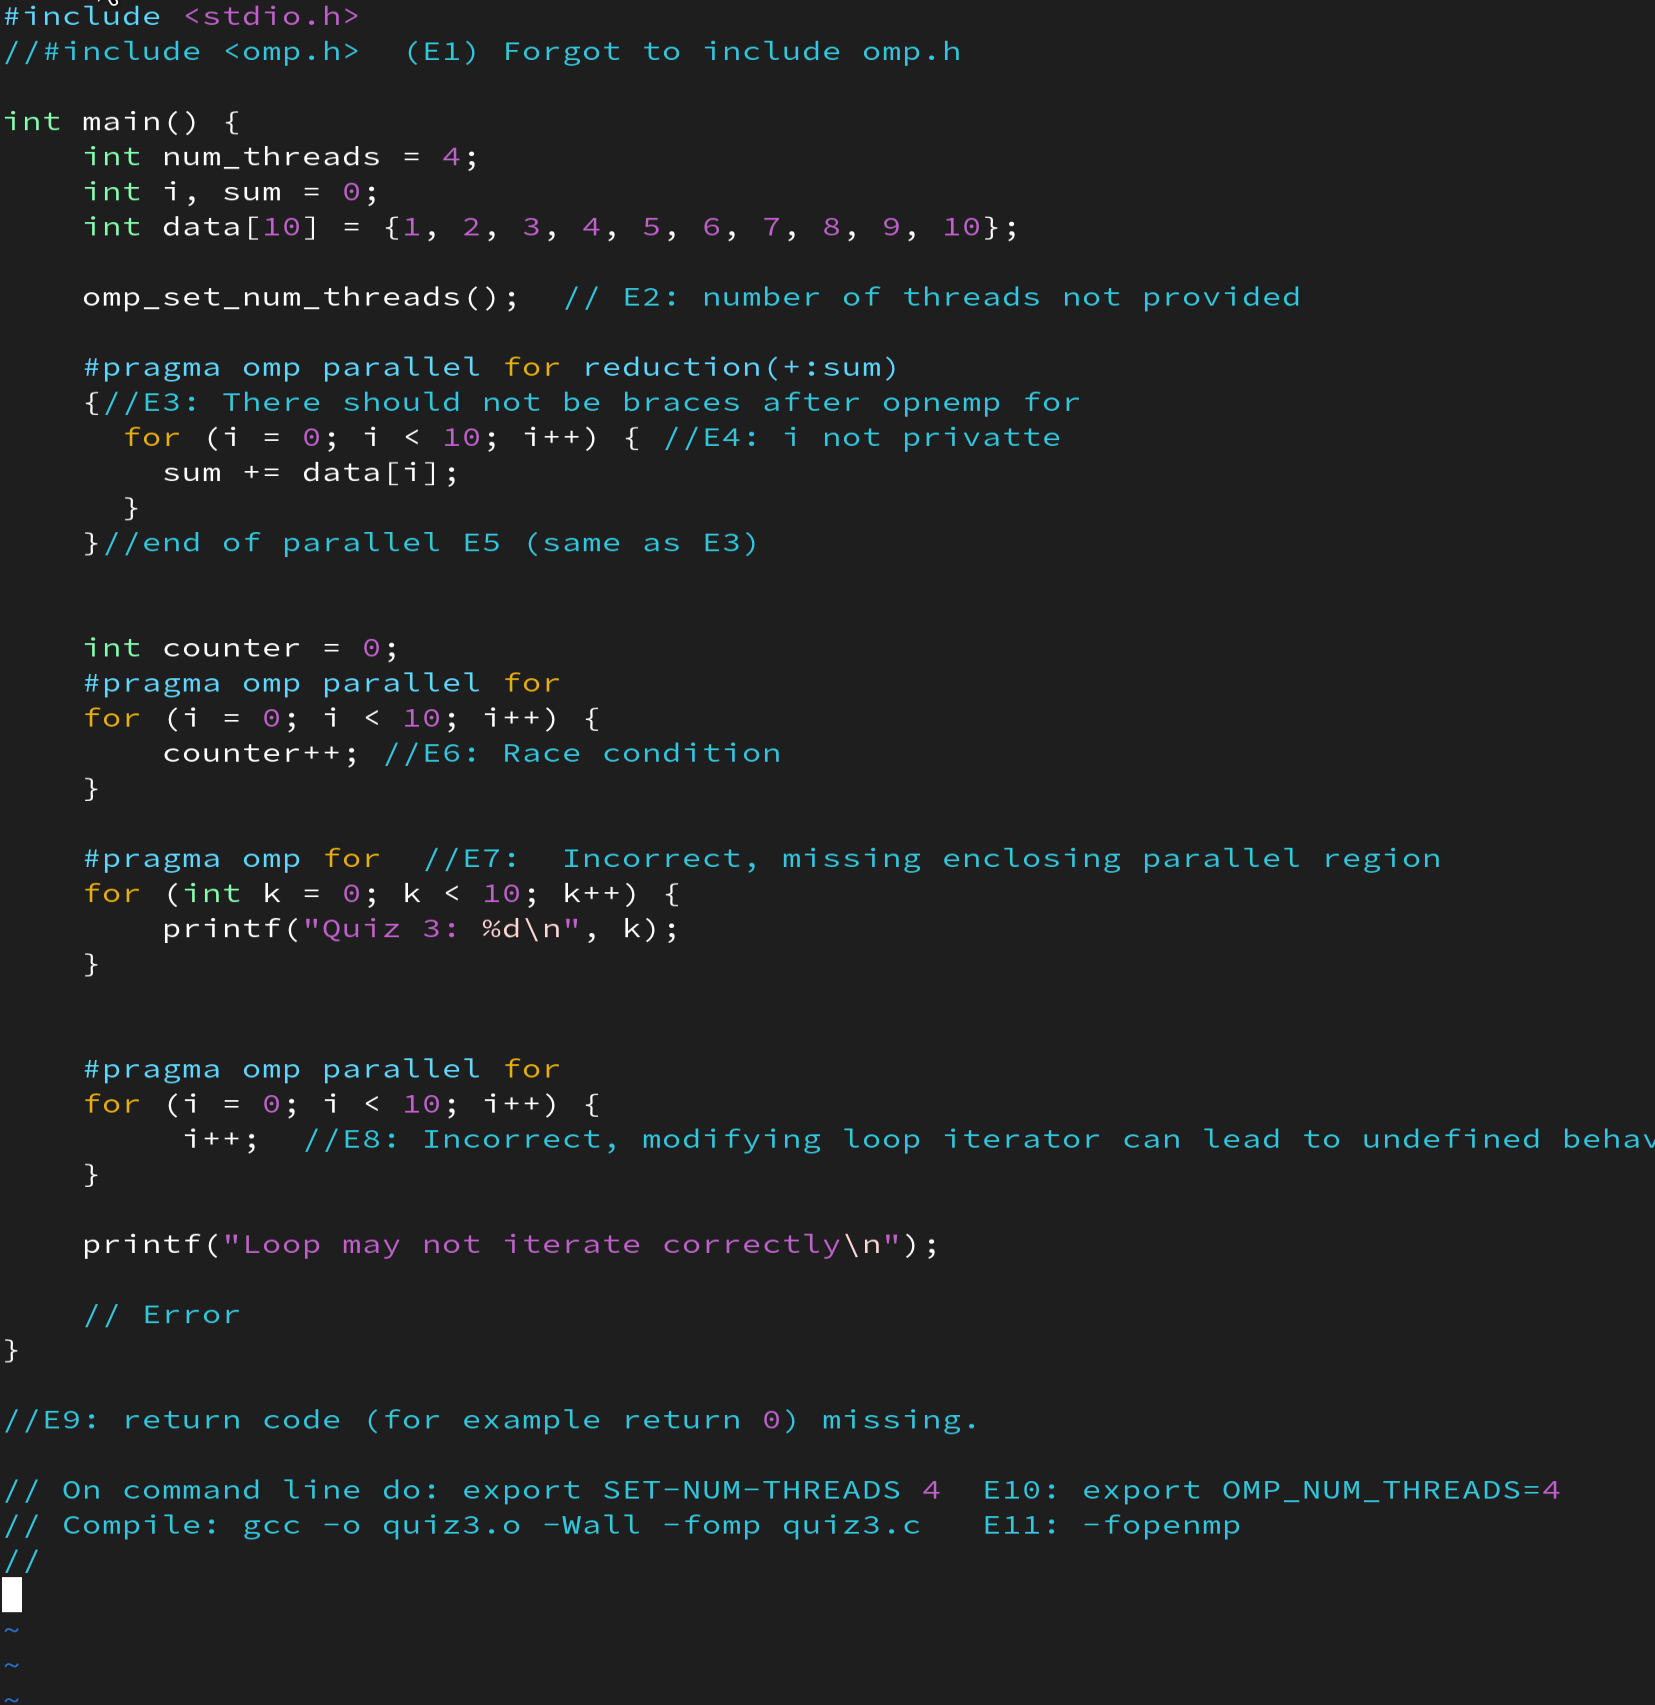 #include <stdio.h>
//#include <omp.h>  (E1) Forgot to include omp.h

int main() {
    int num_threads = 4;
    int i, sum = 0;
    int data[10] = {1, 2, 3, 4, 5, 6, 7, 8, 9, 10};

    omp_set_num_threads();  // E2: number of threads not provided

    #pragma omp parallel for reduction(+:sum)
    {//E3: There should not be braces after opnemp for
      for (i = 0; i < 10; i++) { //E4: i not privatte
        sum += data[i];
      }
    }//end of parallel E5 (same as E3)


    int counter = 0;
    #pragma omp parallel for
    for (i = 0; i < 10; i++) {
        counter++; //E6: Race condition
    }

    #pragma omp for  //E7:  Incorrect, missing enclosing parallel region
    for (int k = 0; k < 10; k++) {
        printf("Quiz 3: %d\n", k);
    }


    #pragma omp parallel for
    for (i = 0; i < 10; i++) {
         i++;  //E8: Incorrect, modifying loop iterator can lead to undefined behav
    }

    printf("Loop may not iterate correctly\n");

    // Error
}

//E9: return code (for example return 0) missing.

// On command line do: export SET-NUM-THREADS 4  E10: export OMP_NUM_THREADS=4
// Compile: gcc -o quiz3.o -Wall -fomp quiz3.c   E11: -fopenmp
//

~
~
~